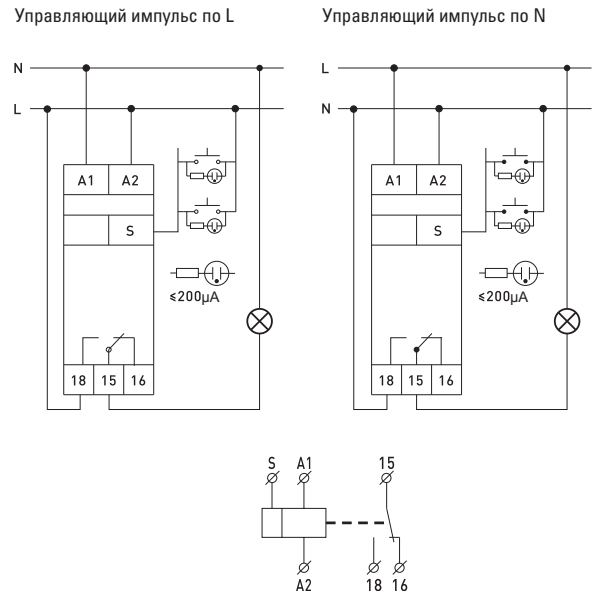 Управляющий импульс по L
Управляющий импульс по N
N
L
A1 A2
S
≤200µA
18 15 16
L
N
A1 A2
S
≤200µA
18 15 16
S A1 15
A2 18 16